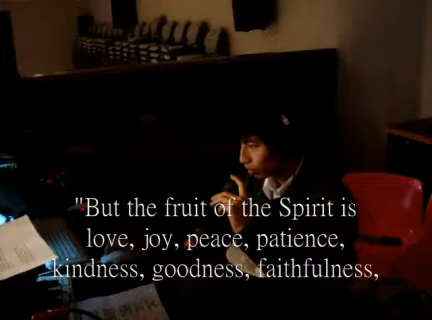 "But the fruit of the Spirit is
love, joy, peace, patience,
kindness, goodness, faithfulness,